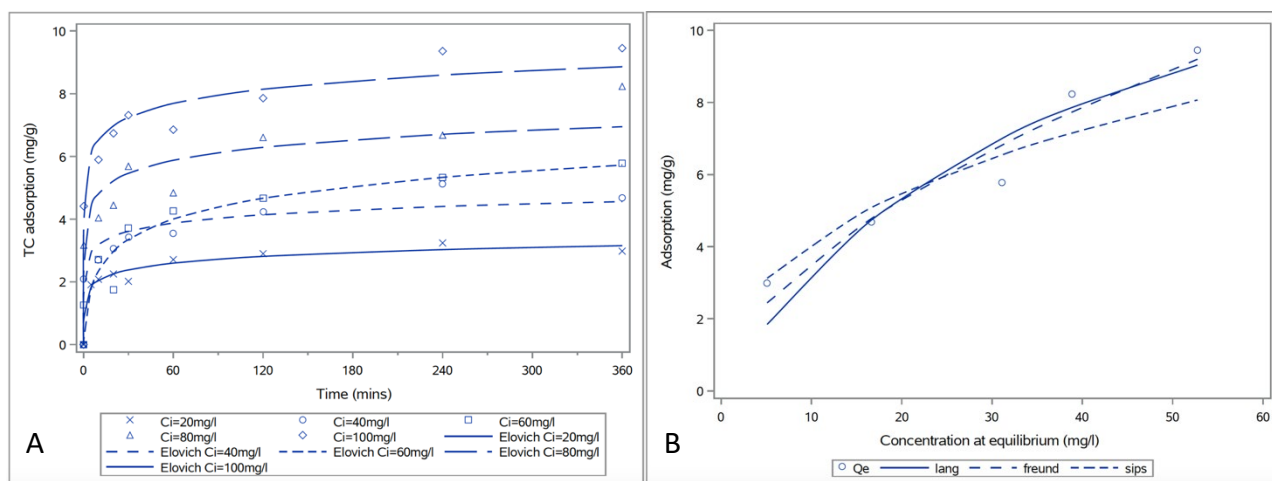 10
8
6
4
2
0
TC adsorption (mg/g)
0 60 120 180 240 300 360
Time (mins)
Ci=20mg/l Ci=40mg/l Ci=60mg/l
Ci=80mg/l Ci=100mg/l Elovich Ci=20mg/l
Elovich Ci=40mg/l Elovich Ci=60mg/l Elovich Ci=80mg/l
Elovich Ci=100mg/l
A
10
8
6
4
2
0
Adsorption (mg/g)
0 10 20 30 40 50 60
Concentration at equilibrium (mg/l)
Qe lang freund sips
B